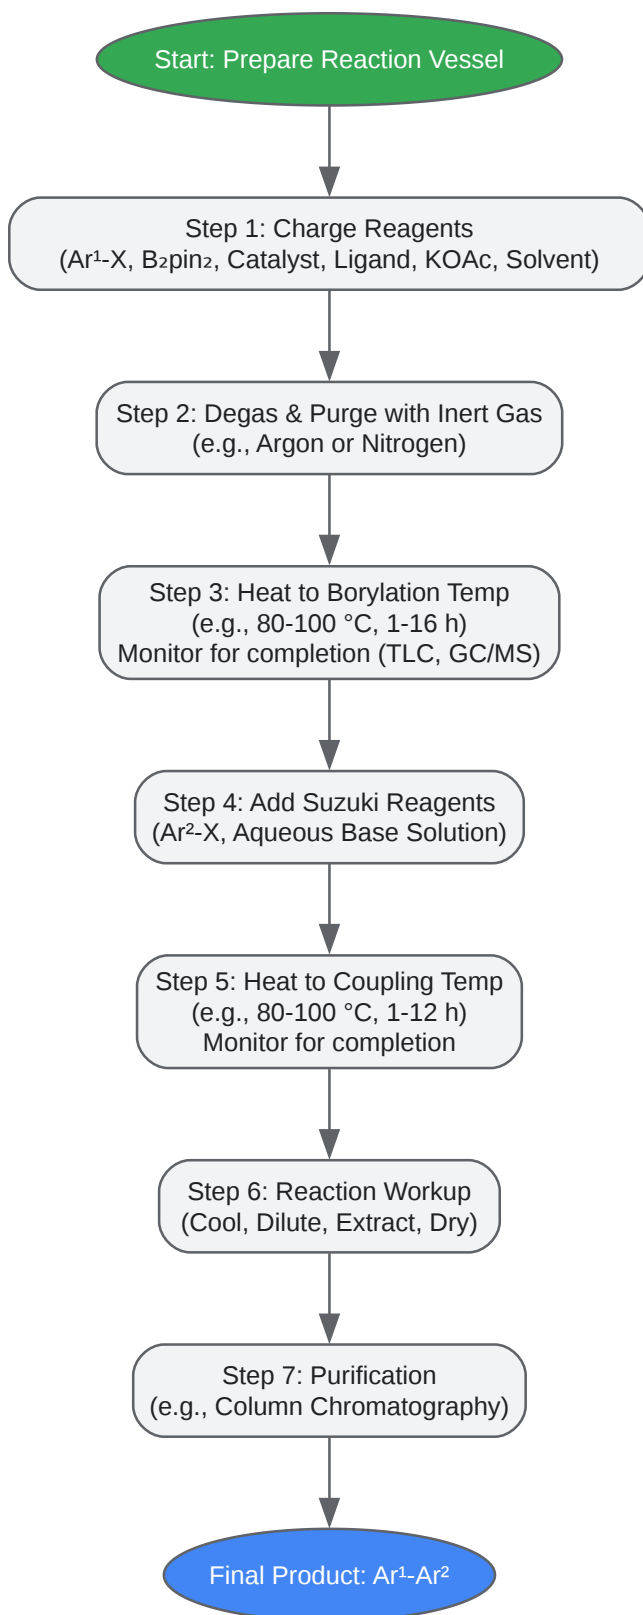 Start: Prepare Reaction Vessel
Step 1: Charge Reagents
(Ar¹-X, B₂pin₂, Catalyst, Ligand, KOAc, Solvent)
Step 2: Degas & Purge with Inert Gas
(e.g., Argon or Nitrogen)
Step 3: Heat to Borylation Temp
(e.g., 80-100 °C, 1-16 h)
Monitor for completion (TLC, GC/MS)
Step 4: Add Suzuki Reagents
(Ar²-X, Aqueous Base Solution)
Step 5: Heat to Coupling Temp
(e.g., 80-100 °C, 1-12 h)
Monitor for completion
Step 6: Reaction Workup
(Cool, Dilute, Extract, Dry)
Step 7: Purification
(e.g., Column Chromatography)
Final Product: Ar¹-Ar²